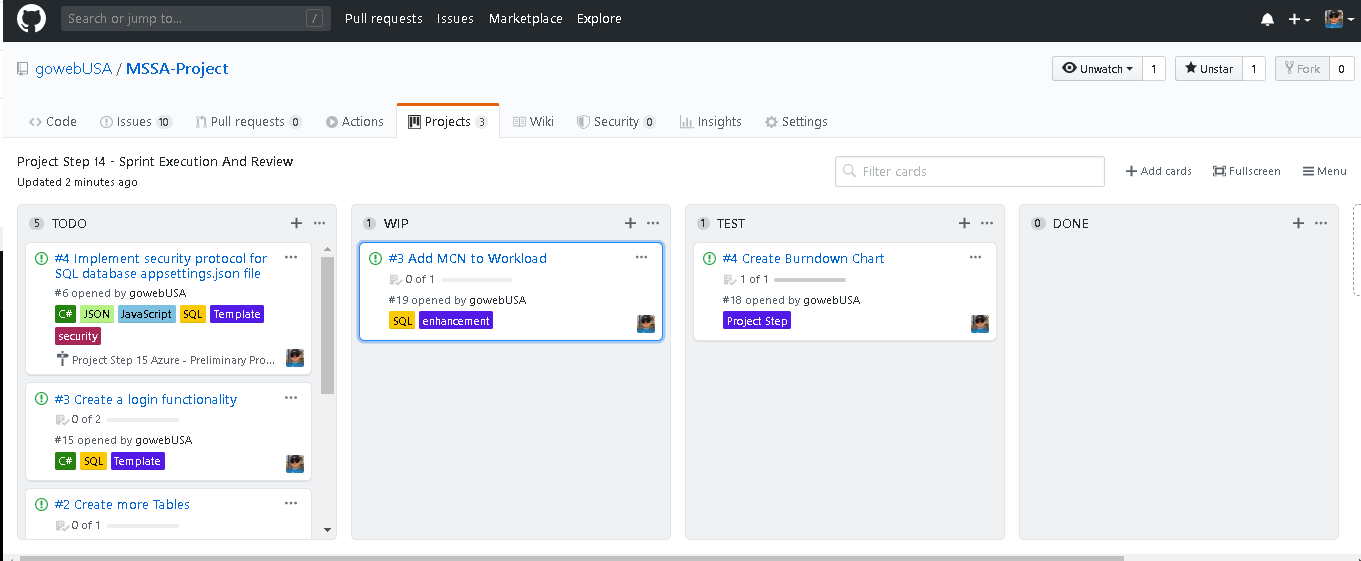 Search or jump to...
/
Pull requests
Issues
Marketplace
Explore
gowebUSA / MSSA-Project
Unwatch
1
Unstar
1
Fork
0
Code
Issues 10
Pull requests 0
Actions
Projects 3
Wiki
Security 0
Insights
Settings
Project Step 14 - Sprint Execution And Review
Updated 2 minutes ago
Filter cards
Add cards
Fullscreen
Menu
5 TODO
#4 Implement security protocol for
SQL database appsettings.json file
#6 opened by gowebUSA
C# JSON JavaScript SQL Template
security
Project Step 15 Azure - Preliminary Pro...
#3 Create a login functionality
0 of 2
#15 opened by gowebUSA
C# SQL Template
#2 Create more Tables
0 of 1
1 WIP
#3 Add MCN to Workload
0 of 1
#19 opened by gowebUSA
SQL enhancement
1 TEST
#4 Create Burndown Chart
1 of 1
#18 opened by gowebUSA
Project Step
0 DONE